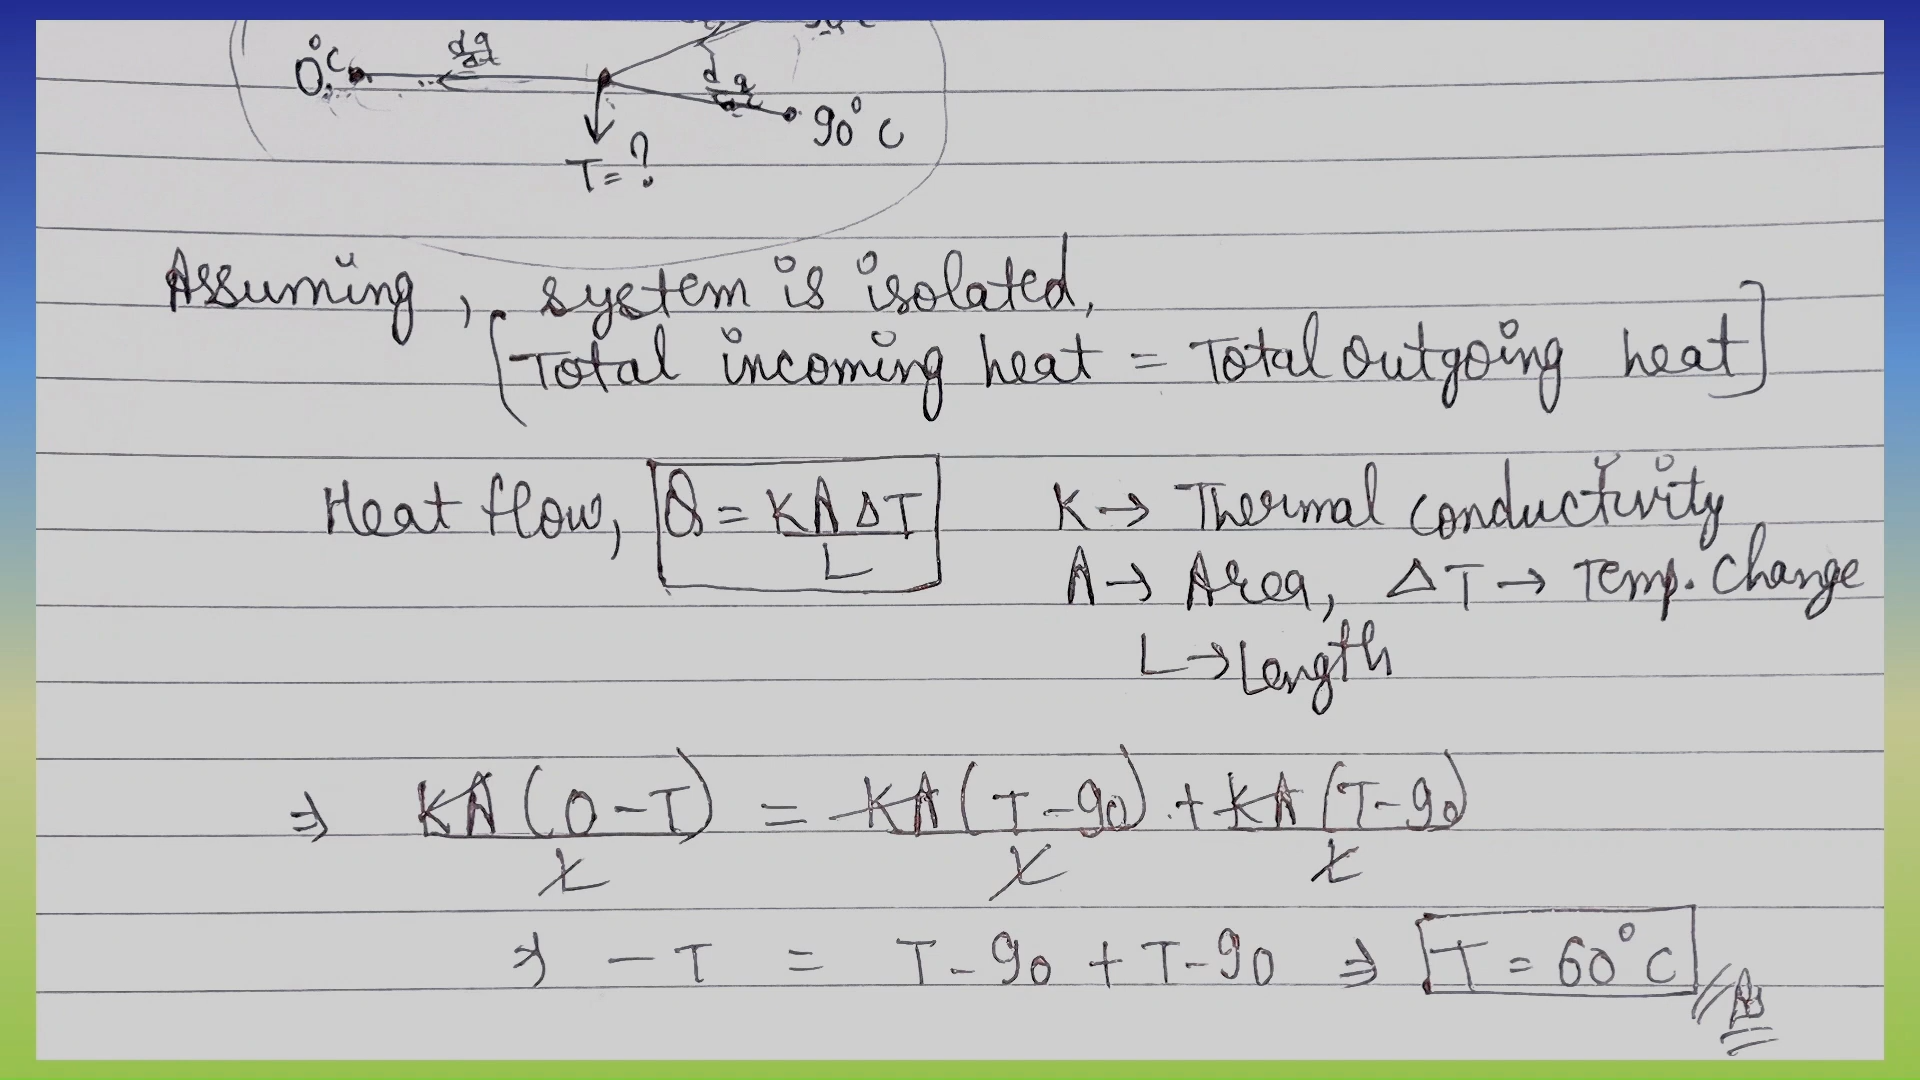 0°C
dq/dt
dq/dt
90°C
T = ?
Assuming, system is isolated,
[Total incoming heat = Total outgoing heat]
Heat flow, Q = KAΔT/L K → Thermal conductivity
A → Area, ΔT → Temp. change
L → Length
⇒ KA(0-T)/L = KA(T-90)/L + KA(T-90)/L
⇒ -T = T-90 + T-90 ⇒ T = 60°C